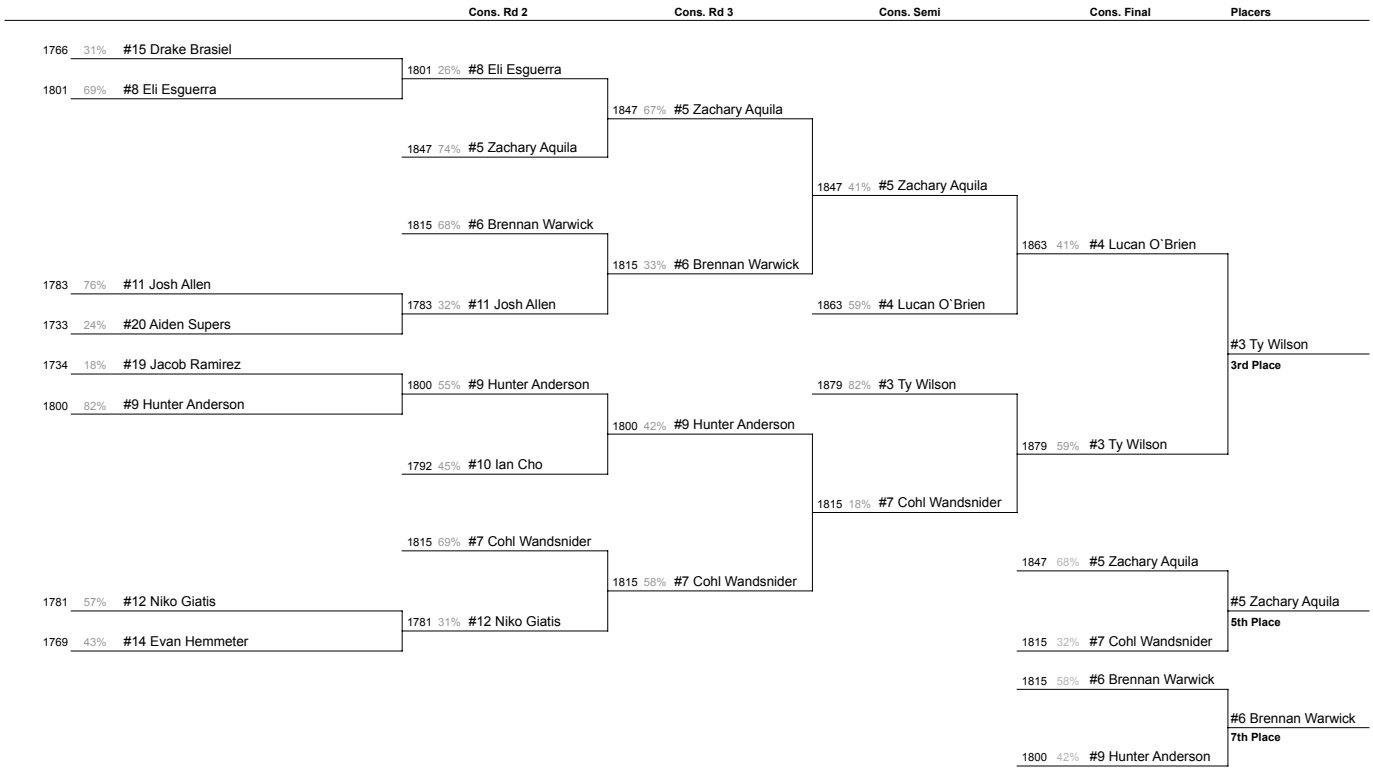 Cons. Rd 2 Cons. Rd 3 Cons. Semi Cons. Final Placers
1766 31% #15 Drake Brasiel
1801 26% #8 Eli Esguerra
1801 69% #8 Eli Esguerra
1847 67% #5 Zachary Aquila
1847 74% #5 Zachary Aquila
1847 41% #5 Zachary Aquila
1815 68% #6 Brennan Warwick
1863 41% #4 Lucan O`Brien
1815 33% #6 Brennan Warwick
1783 76% #11 Josh Allen
1783 32% #11 Josh Allen
1863 59% #4 Lucan O`Brien
1733 24% #20 Aiden Supers
#3 Ty Wilson
1734 18% #19 Jacob Ramirez
3rd Place
1800 55% #9 Hunter Anderson
1879 82% #3 Ty Wilson
1800 82% #9 Hunter Anderson
1800 42% #9 Hunter Anderson
1879 59% #3 Ty Wilson
1792 45% #10 Ian Cho
1815 18% #7 Cohl Wandsnider
1815 69% #7 Cohl Wandsnider
1847 68% #5 Zachary Aquila
1815 58% #7 Cohl Wandsnider
1781 57% #12 Niko Giatis
#5 Zachary Aquila
1781 31% #12 Niko Giatis
5th Place
1769 43% #14 Evan Hemmeter
1815 32% #7 Cohl Wandsnider
1815 58% #6 Brennan Warwick
#6 Brennan Warwick
7th Place
1800 42% #9 Hunter Anderson